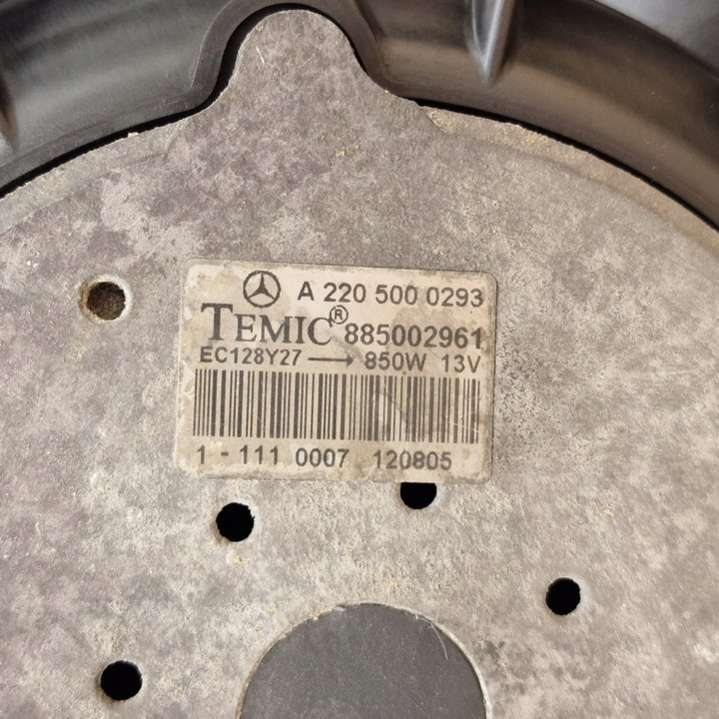 A 220 500 0293
TEMIC® 885002961
EC128Y27 → 850W 13V
1 - 111 0007 120805